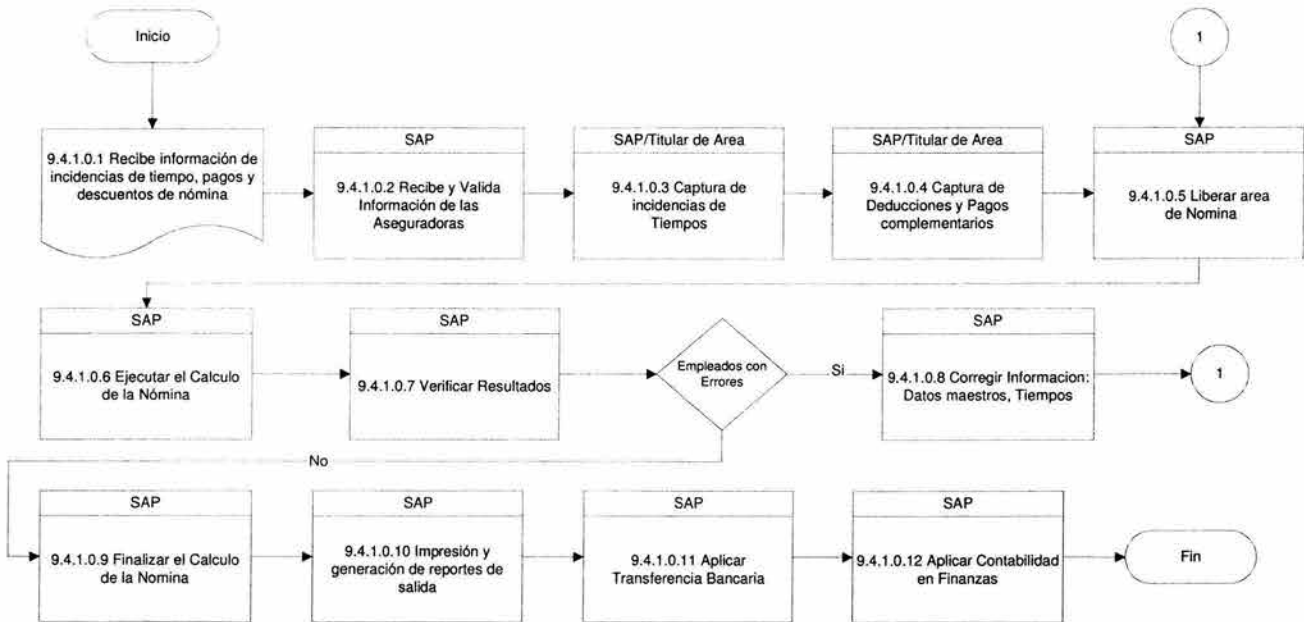 Inicio
1
9.4.1.0.1 Recibe información de
incidencias de tiempo, pagos y
descuentos de nómina
SAP
9.4.1.0.2 Recibe y Valida
Información de las
Aseguradoras
SAP/Titular de Area
9.4.1.0.3 Captura de
incidencias de
Tiempos
SAP/Titular de Area
9.4.1.0.4 Captura de
Deducciones y Pagos
complementarios
SAP
9.4.1.0.5 Liberar area
de Nomina
SAP
9.4.1.0.6 Ejecutar el Calculo
de la Nómina
SAP
9.4.1.0.7 Verificar Resultados
Empleados con
Errores
Si
SAP
9.4.1.0.8 Corregir Informacion:
Datos maestros, Tiempos
1
No
SAP
9.4.1.0.9 Finalizar el Calculo
de la Nomina
SAP
9.4.1.0.10 Impresión y
generación de reportes de
salida
SAP
9.4.1.0.11 Aplicar
Transferencia Bancaria
SAP
9.4.1.0.12 Aplicar Contabilidad
en Finanzas
Fin